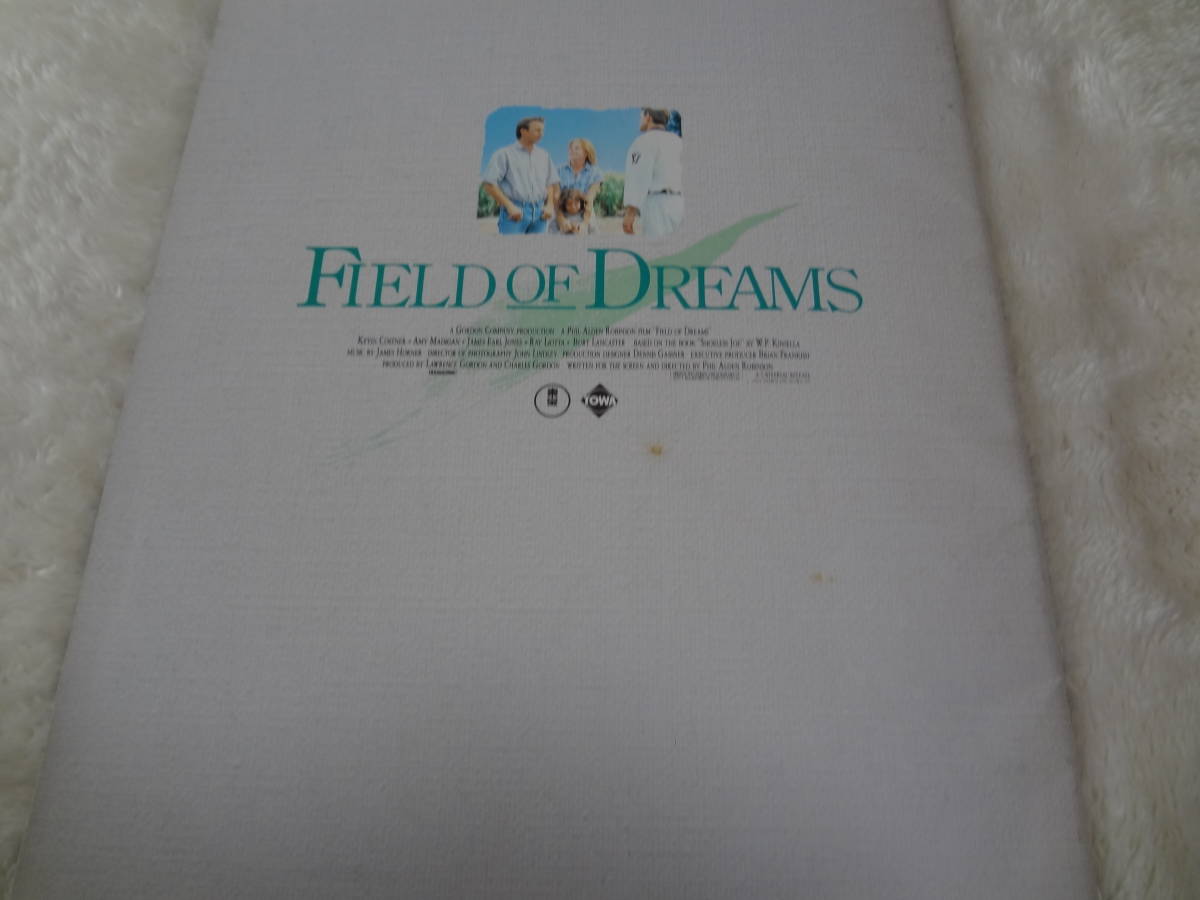 FIELD OF DREAMS
A GORDON COMPANY PRODUCTION A PHIL ALDEN ROBINSON FILM "FIELD OF DREAMS"
KEVIN COSTNER • AMY MADIGAN • JAMES EARL JONES • RAY LIOTTA • BURT LANCASTER BASED ON THE BOOK "SHOELESS JOE" BY W.P. KINSELLA
MUSIC BY JAMES HORNER DIRECTOR OF PHOTOGRAPHY JOHN LINDLEY PRODUCTION DESIGNER DENNIS GASSNER EXECUTIVE PRODUCER BRIAN FRANKISH
PRODUCED BY LAWRENCE GORDON AND CHARLES GORDON WRITTEN FOR THE SCREEN AND DIRECTED BY PHIL ALDEN ROBINSON
A UNIVERSAL RELEASE
TOWA